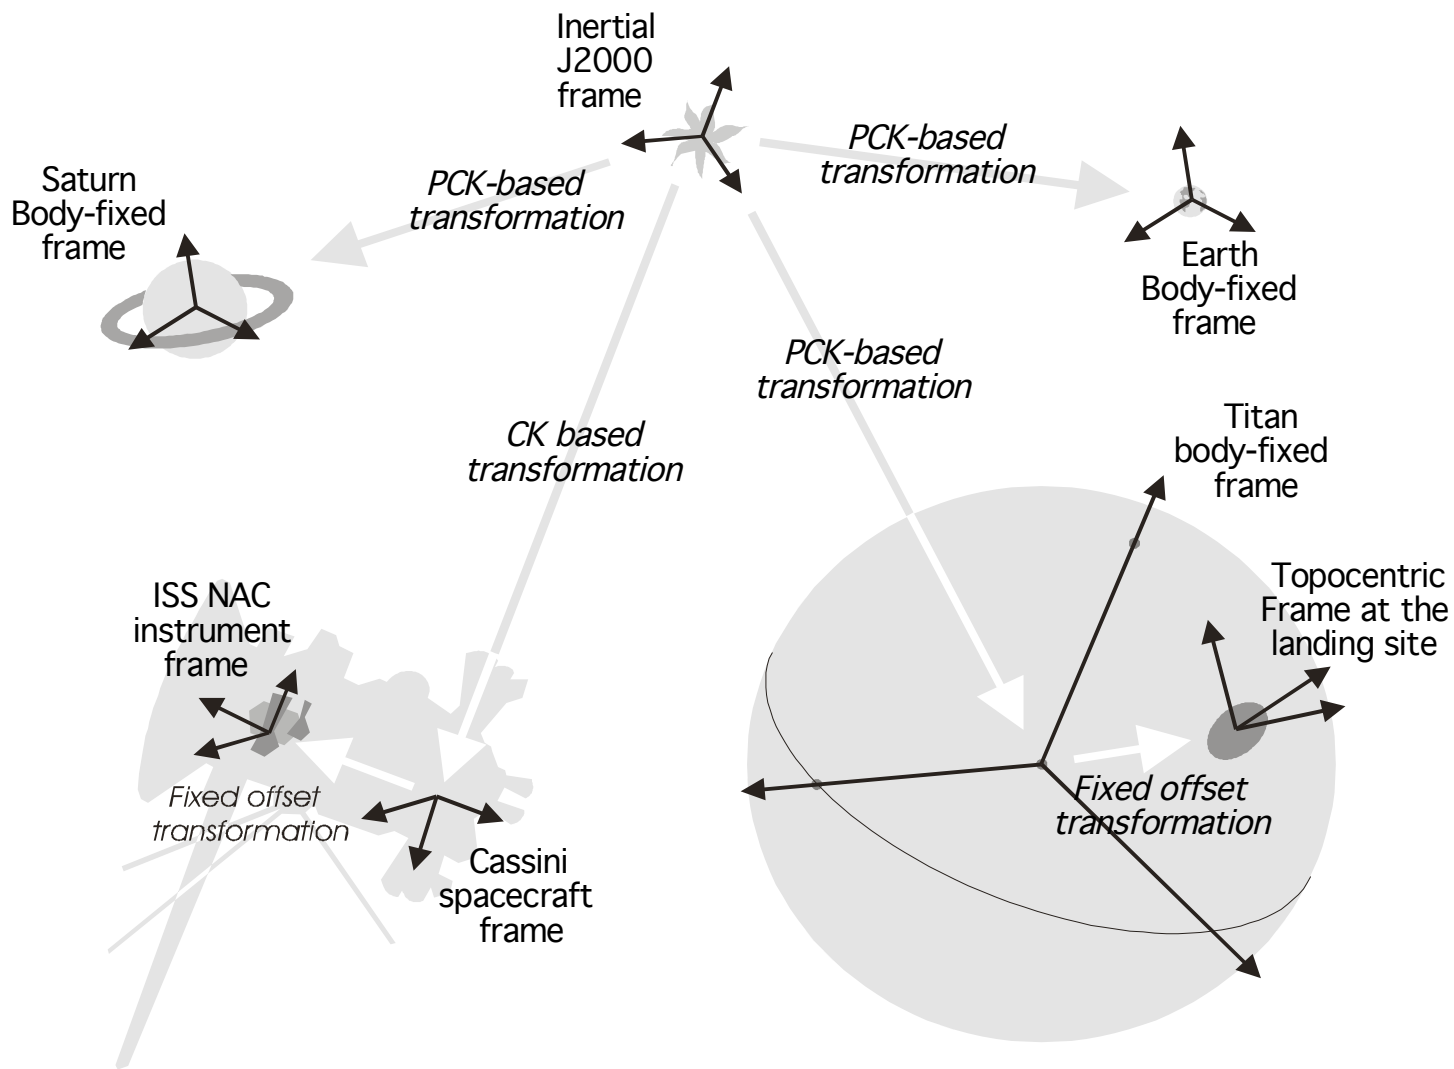 Inertial
J2000
frame
PCK-based
transformation
PCK-based
transformation
Saturn
Body-fixed
frame
Earth
Body-fixed
frame
PCK-based
transformation
CK based
transformation
Titan
body-fixed
frame
ISS NAC
instrument
frame
Topocentric
Frame at the
landing site
Fixed offset
transformation
Fixed offset
transformation
Cassini
spacecraft
frame